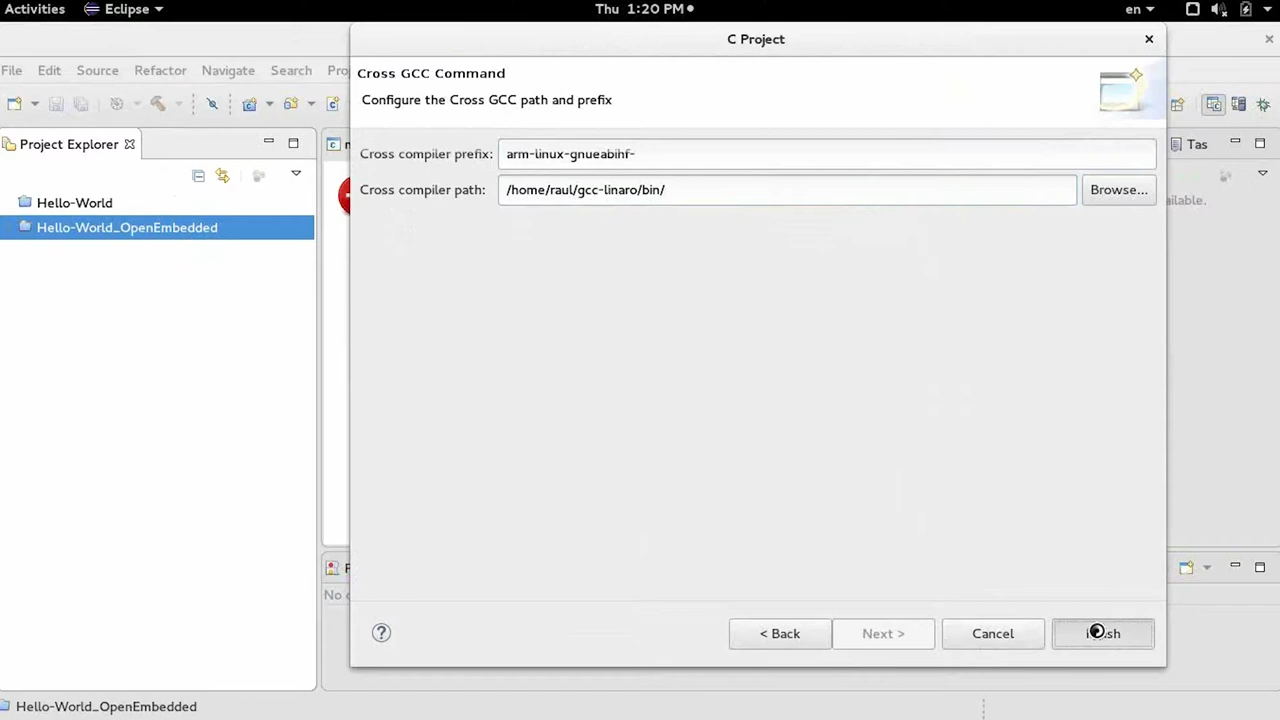 Activities Eclipse Thu 1:20 PM en
C Project
File Edit Source Refactor Navigate Search
Cross GCC Command
Configure the Cross GCC path and prefix
Project Explorer
Tas
Cross compiler prefix: arm-linux-gnueabihf-
Cross compiler path: /home/raul/gcc-linaro/bin/ Browse...
ailable.
Hello-World
Hello-World_OpenEmbedded
No
< Back Next > Cancel
Hello-World_OpenEmbedded